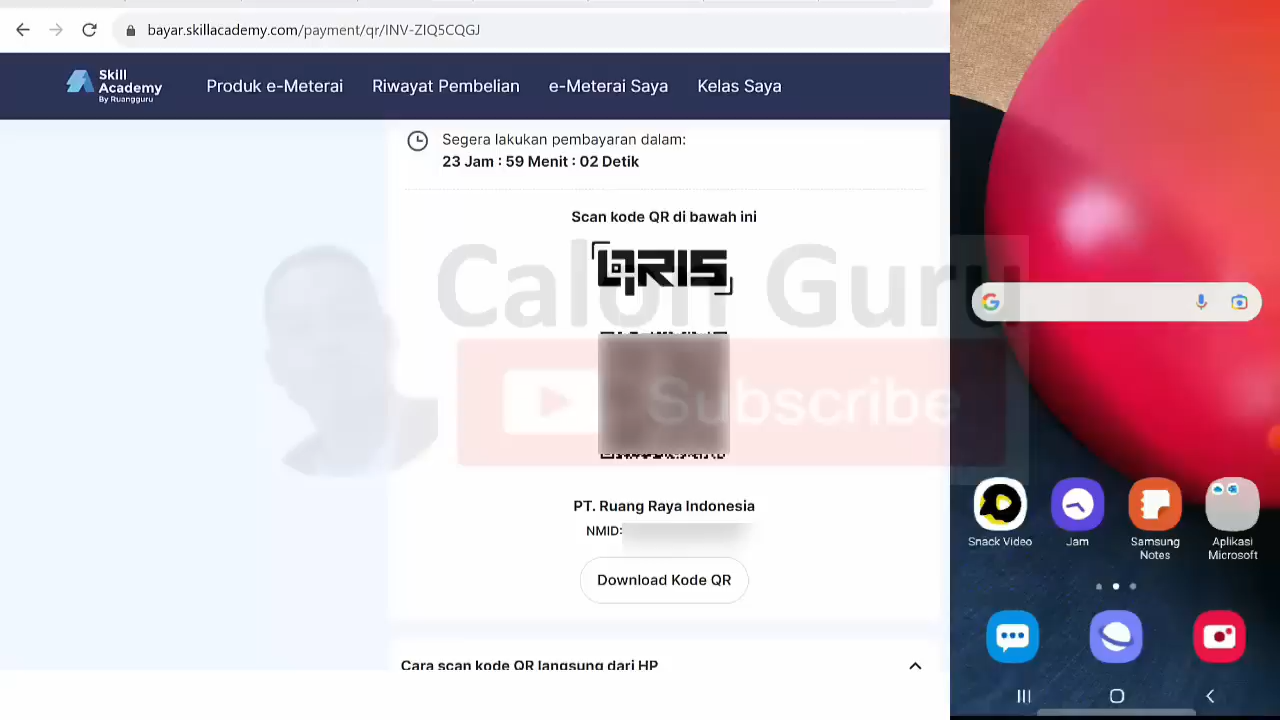 bayar.skillacademy.com/payment/qr/INV-ZIQ5CQGJ
Skill
Academy
By Ruangguru
Produk e-Meterai
Riwayat Pembelian
e-Meterai Saya
Kelas Saya
Segera lakukan pembayaran dalam:
23 Jam : 59 Menit : 02 Detik
Scan kode QR di bawah ini
QRIS
Calon Guru
Subscribe
PT. Ruang Raya Indonesia
NMID:
Download Kode QR
Cara scan kode QR langsung dari HP
Snack Video
Jam
Samsung
Notes
Aplikasi
Microsoft